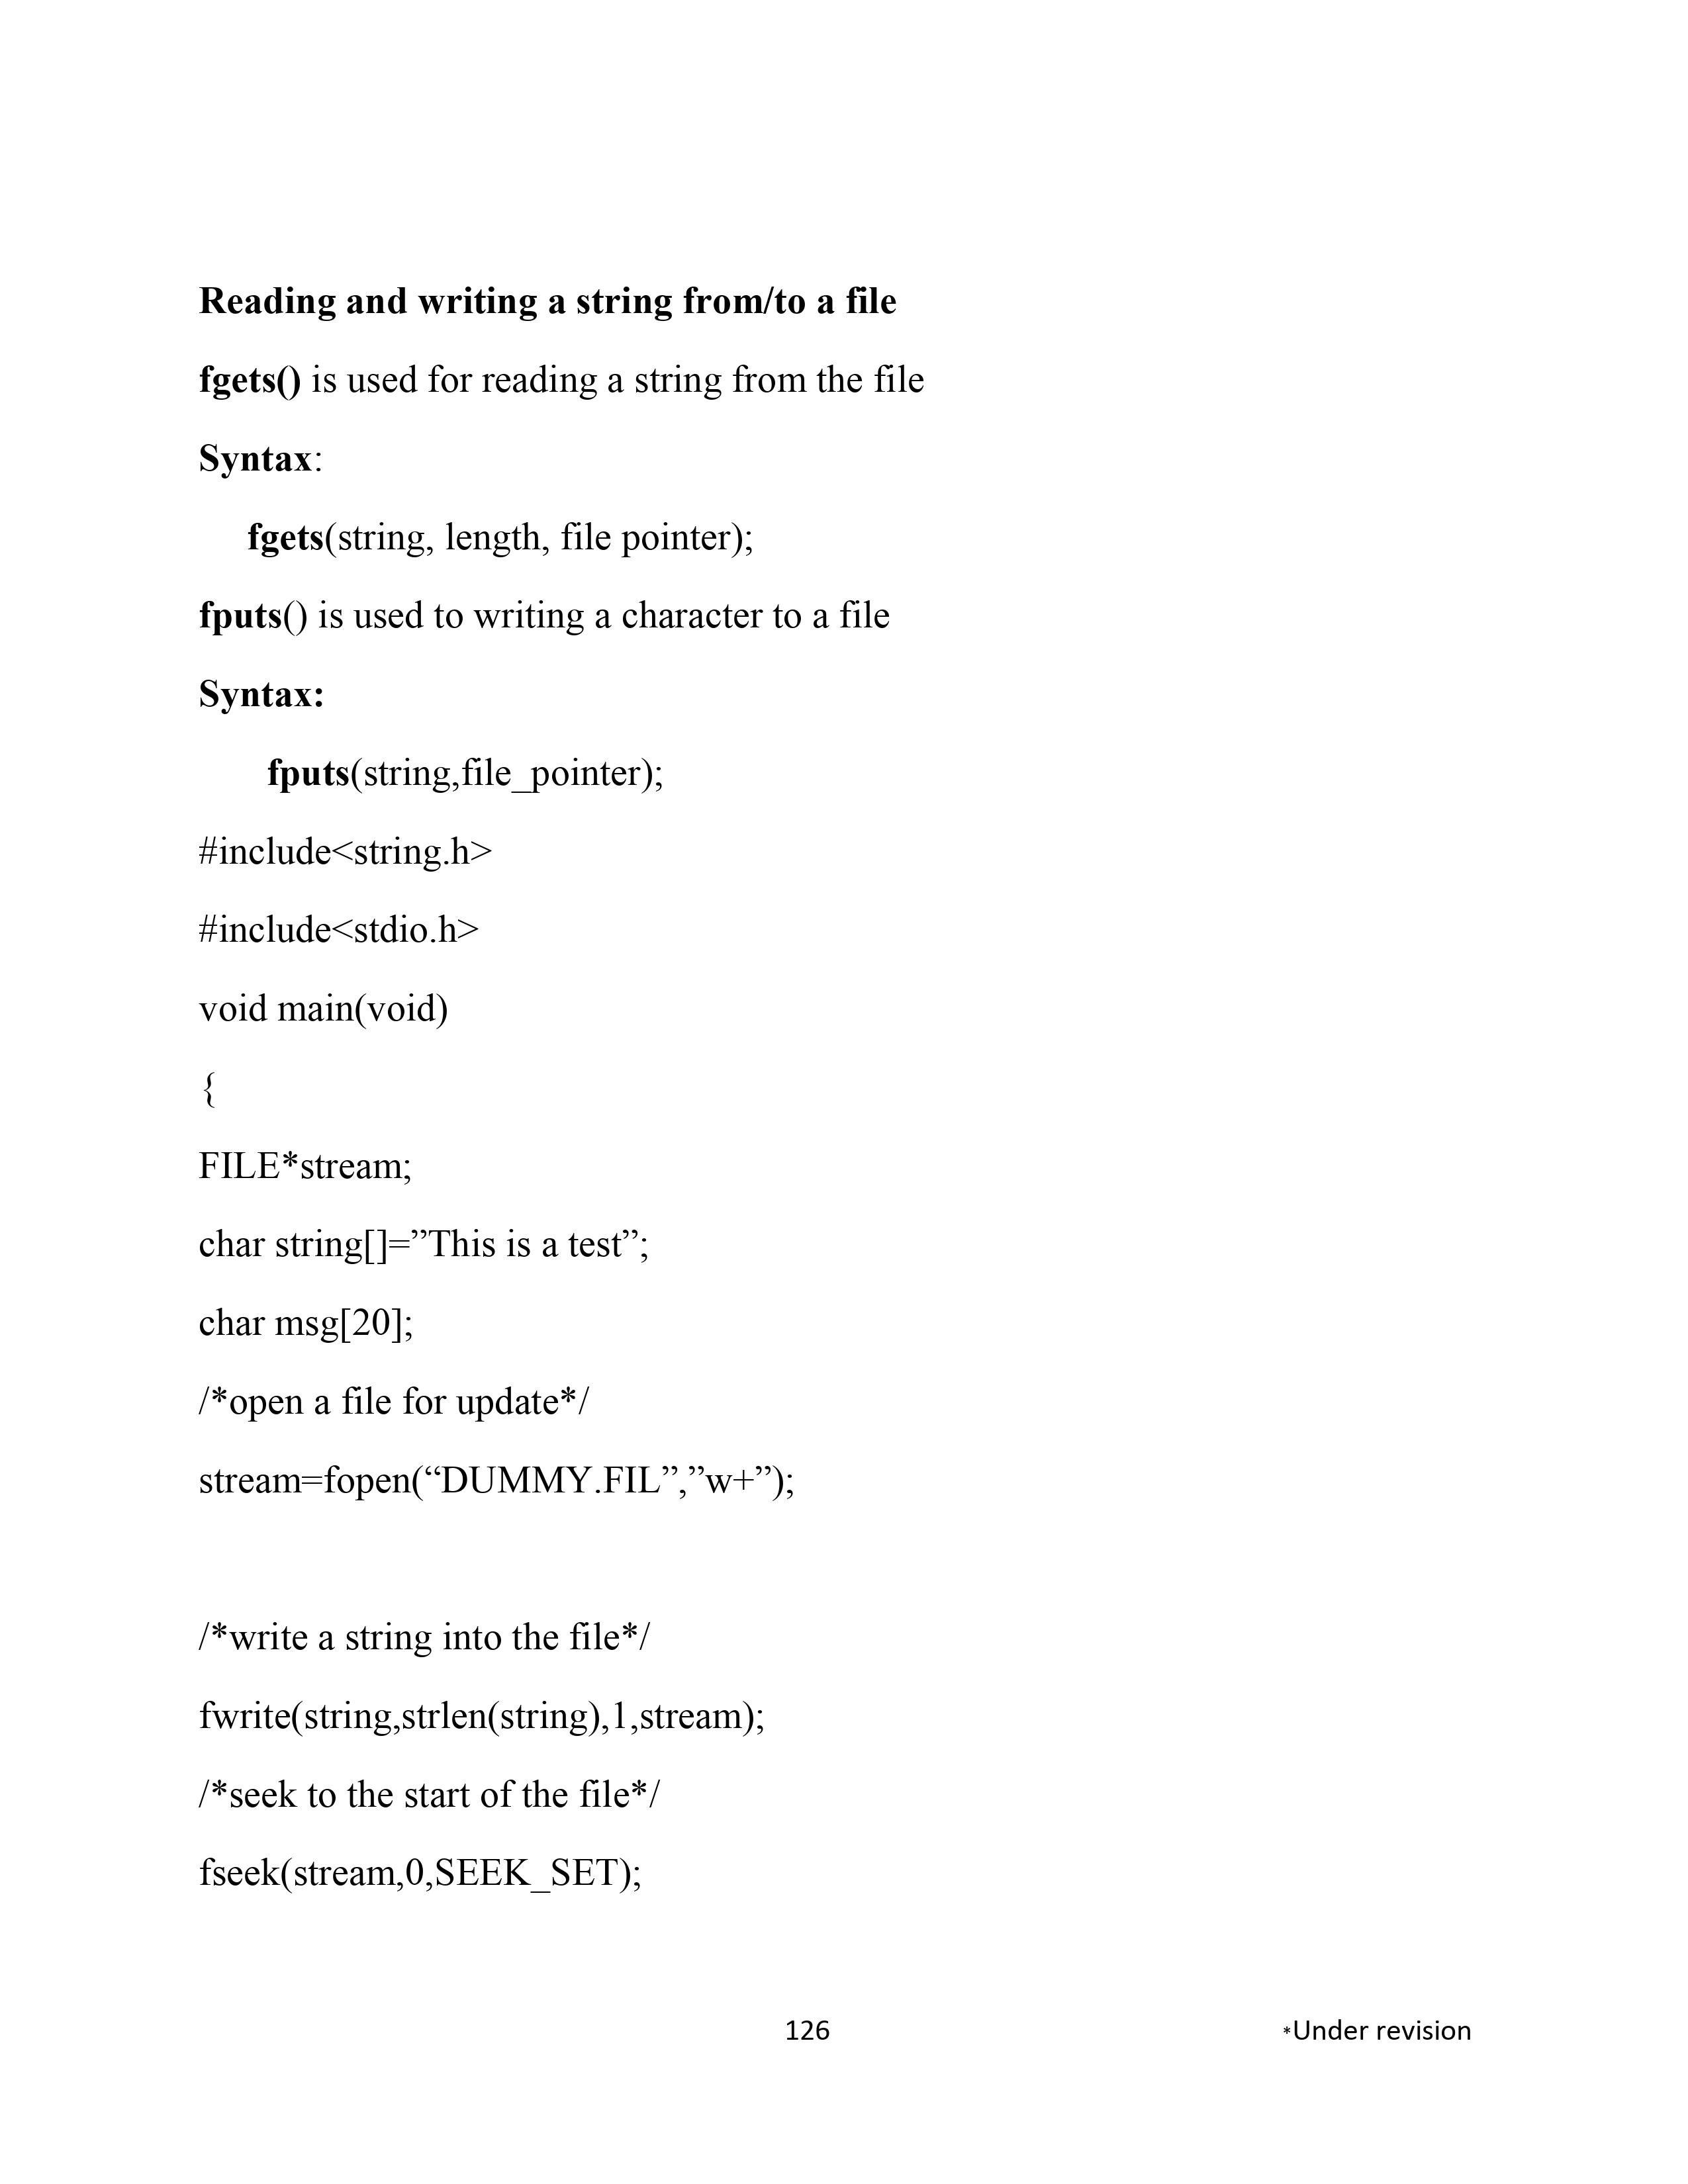 Reading and writing a string from/to a file
fgets() is used for reading a string from the file
Syntax:
fgets(string, length, file pointer);
fputs() is used to writing a character to a file
Syntax:
fputs(string,file_pointer);
#include<string.h>
#include<stdio.h>
void main(void)
{
FILE*stream;
char string[]=”This is a test”;
char msg[20];
/*open a file for update*/
stream=fopen(“DUMMY.FIL”,”w+”);
/*write a string into the file*/
fwrite(string,strlen(string),1,stream);
/*seek to the start of the file*/
fseek(stream,0,SEEK_SET);
126
*Under revision